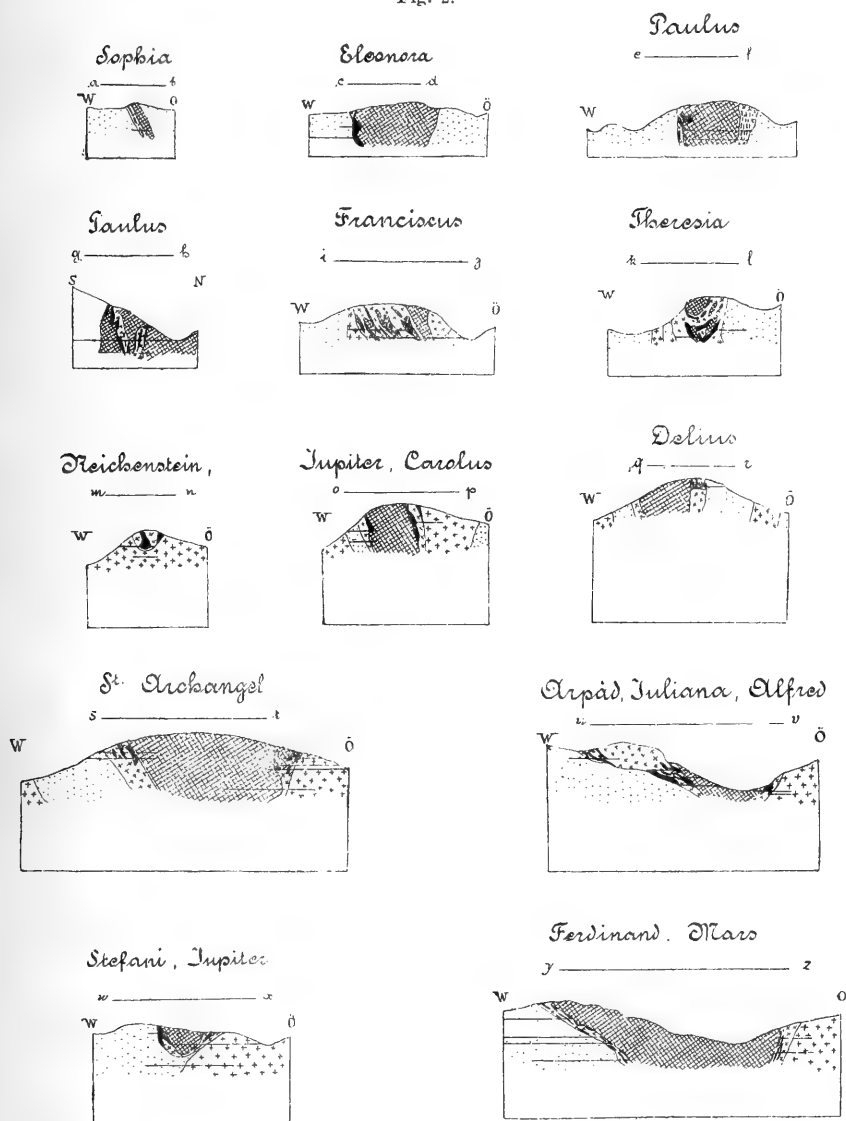 Fig. 2.
Sophia
a b
W O
Eleonora
c d
W Ö
Paulus
e f
W
Paulus
g h
S N
Franciscus
i j
W Ö
Theresia
k l
W Ö
Reichenstein,
m n
W Ö
Jupiter, Carolus
o p
W Ö
Delius
q r
W Ö
St. Archangel
s t
W Ö
Arpád, Juliana, Alfred
u v
W Ö
Stefani, Jupiter
w x
W Ö
Ferdinand. Mars
y z
W O